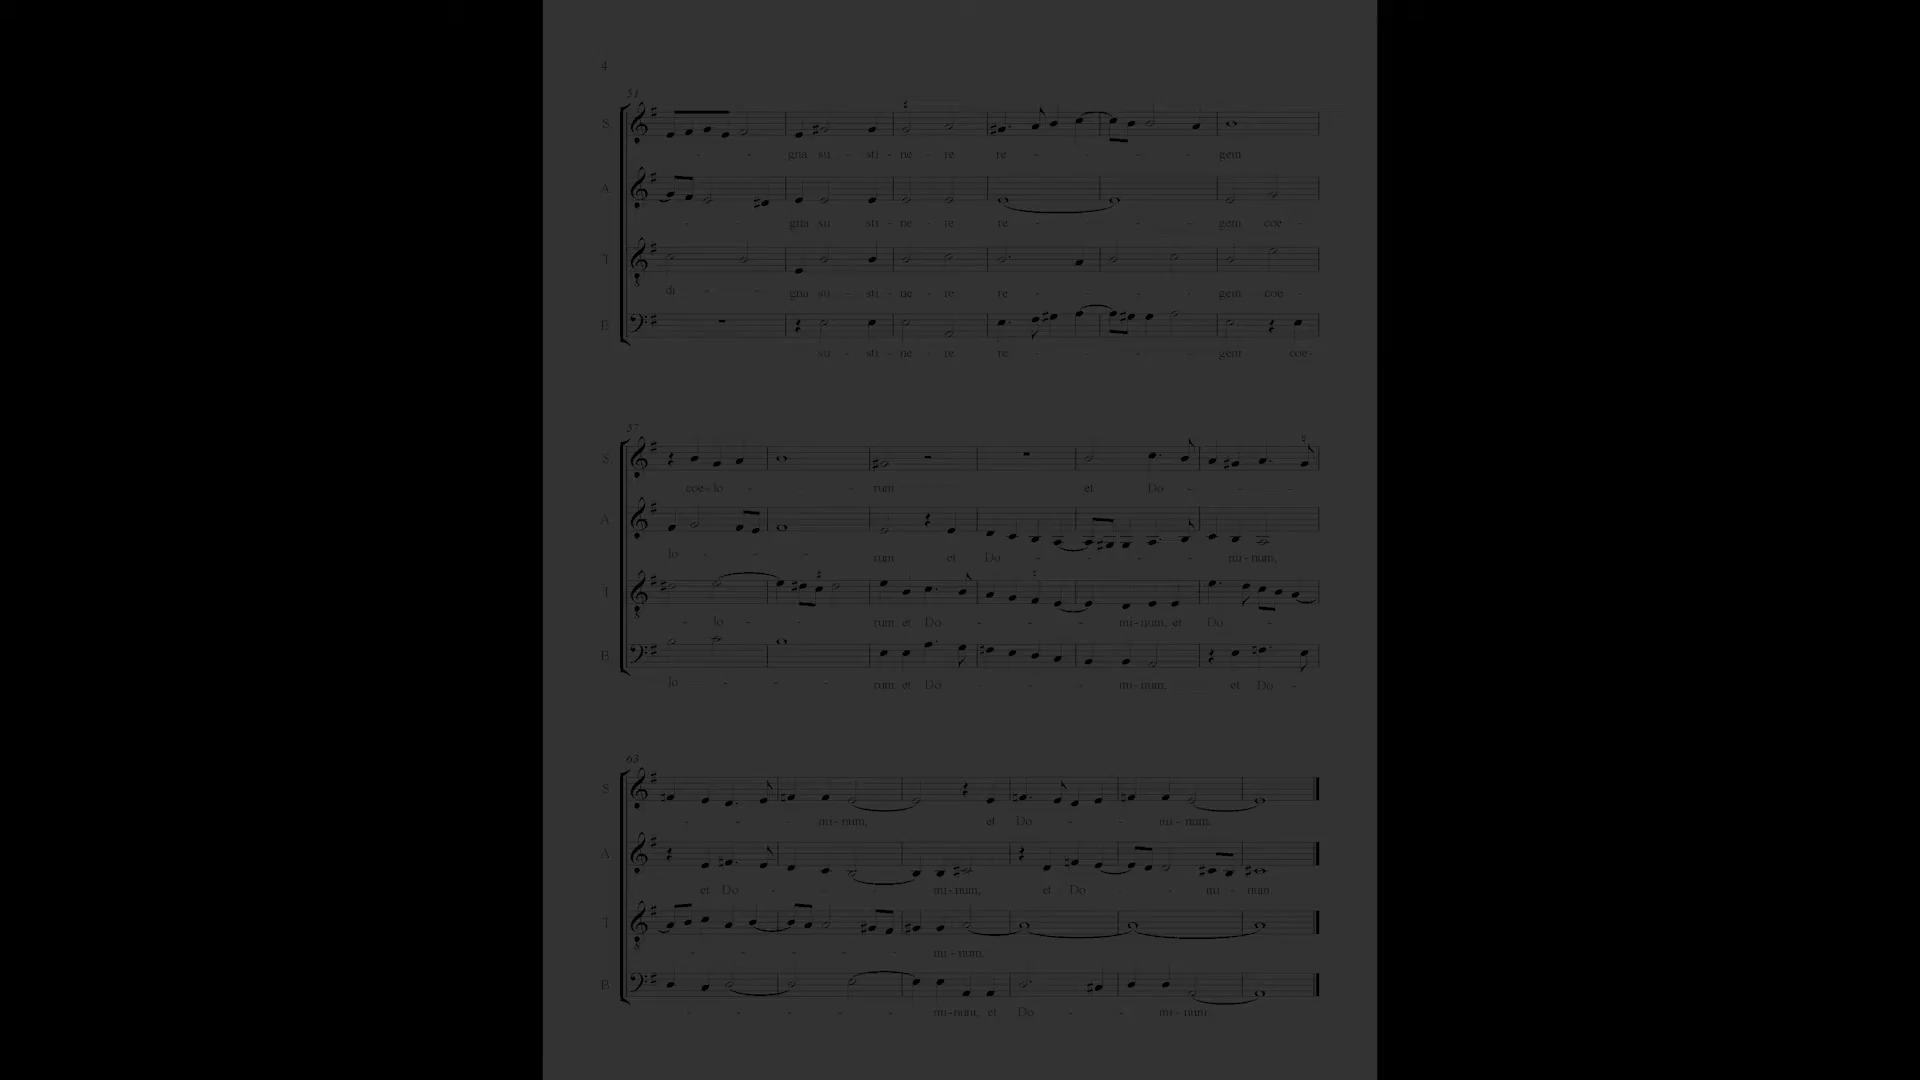 4
51
S
- - gna su - sti - ne - re re - - - - gem
A
- - gna su sti - ne - re re - - - - gem coe -
T
di - - gna su - sti - ne - re re - - - - gem coe -
B
su - sti - ne - re re - - - - gem coe -
57
S
coe - lo - - rum et Do - - -
A
lo - - - - rum et Do - - - - - mi - num,
T
- lo - - rum et Do - - - - mi - num, et Do -
B
lo - - - rum et Do - - - mi - num, et Do -
63
S
- - - mi - num, et Do - - mi - num.
A
et Do - - - - mi - num, et Do - - - mi - num.
T
- - - - - - mi - num.
B
- - - - - mi - num, et Do - - mi - num.